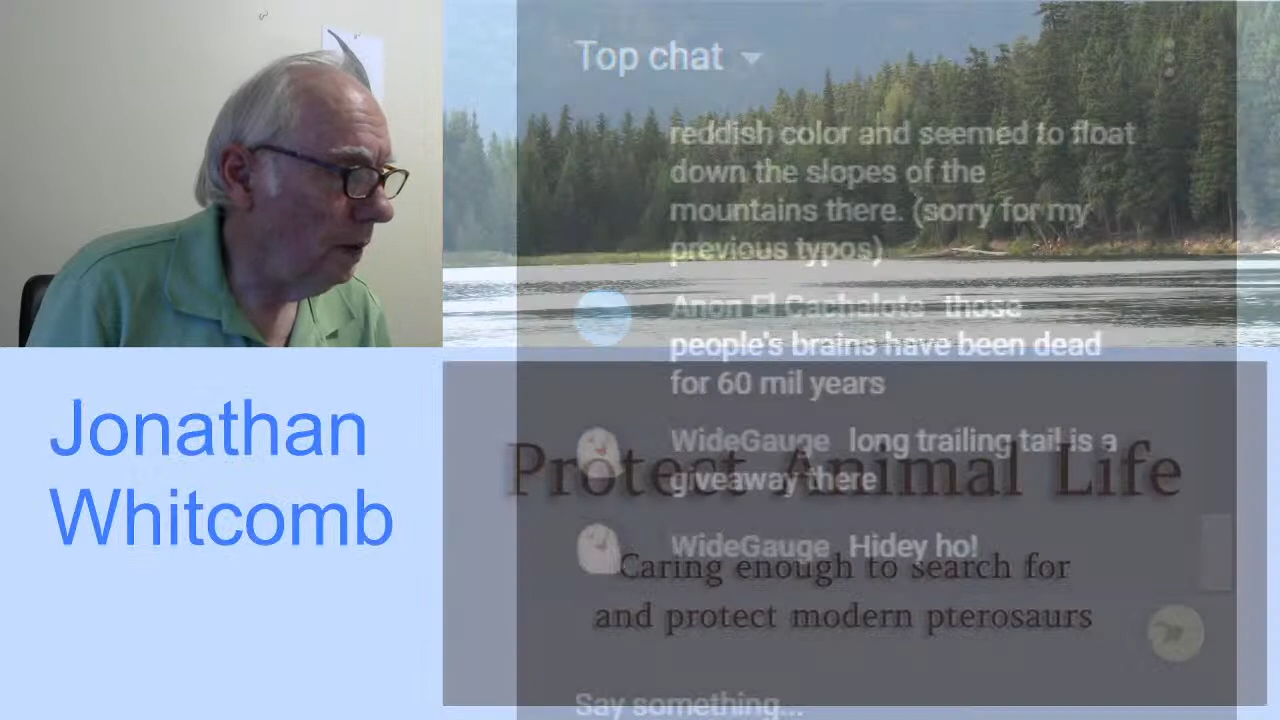 Top chat
reddish color and seemed to float
down the slopes of the
mountains there. (sorry for my
previous typos)
Anon El Cachalote those
people's brains have been dead
for 60 mil years
WideGauge long trailing tail is a
giveaway there
WideGauge Hidey ho!
Say something...
Jonathan
Whitcomb
Protect Animal Life
Caring enough to search for
and protect modern pterosaurs